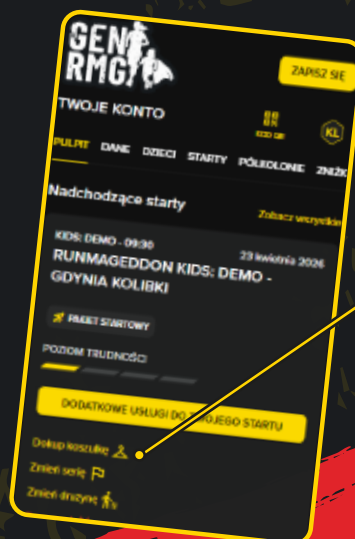 GEN
RMG
ZAPISZ SIĘ
TWOJE KONTO
KOD QR
KL
PULPIT DANE DZIECI STARTY PÓŁKOLONIE ZNIŻK
Nadchodzące starty
Zobacz wszystkie
KIDS: DEMO - 09:30
23 kwietnia 2026
RUNMAGEDDON KIDS: DEMO -
GDYNIA KOLIBKI
PAKIET STARTOWY
POZIOM TRUDNOŚCI
DODATKOWE USŁUGI DO TWOJEGO STARTU
Dokup koszulkę
Zmień serię
Zmień drużynę